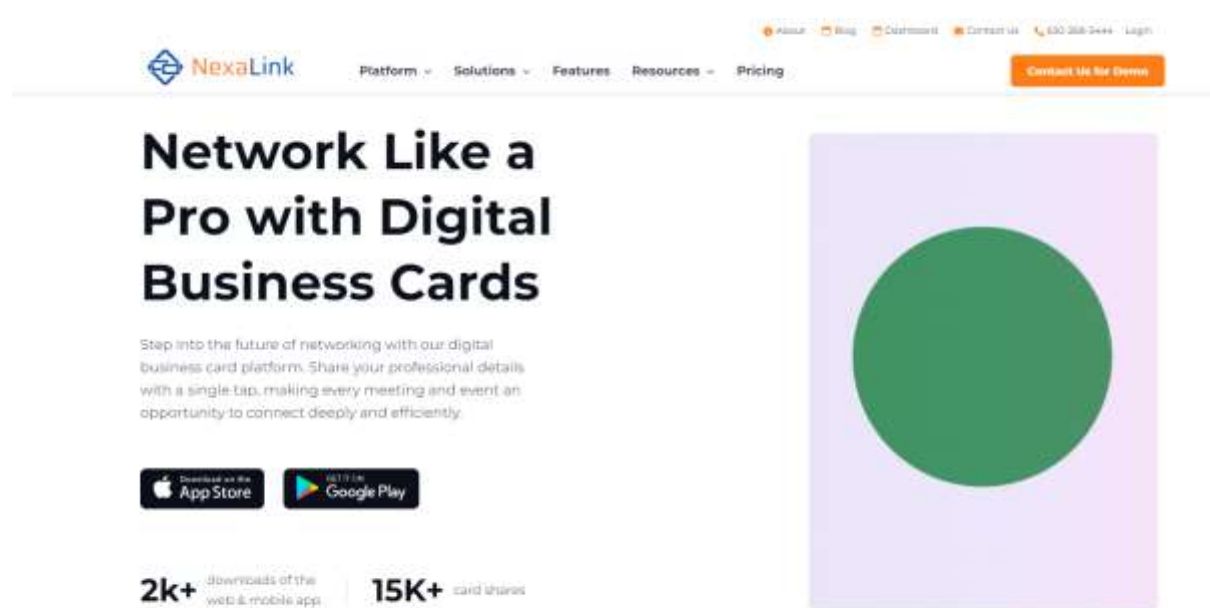 About Blog Dashboard Contact us Login
NexaLink Platform Solutions Features Resources Pricing Contact Us for Demo
Network Like a
Pro with Digital
Business Cards
Step into the future of networking with our digital
business card platform. Share your professional details
with a single tap, making every meeting and event an
opportunity to connect deeply and efficiently.
Download on the
App Store
GET IT ON
Google Play
2k+ downloads of the
web & mobile app
15K+ card shares